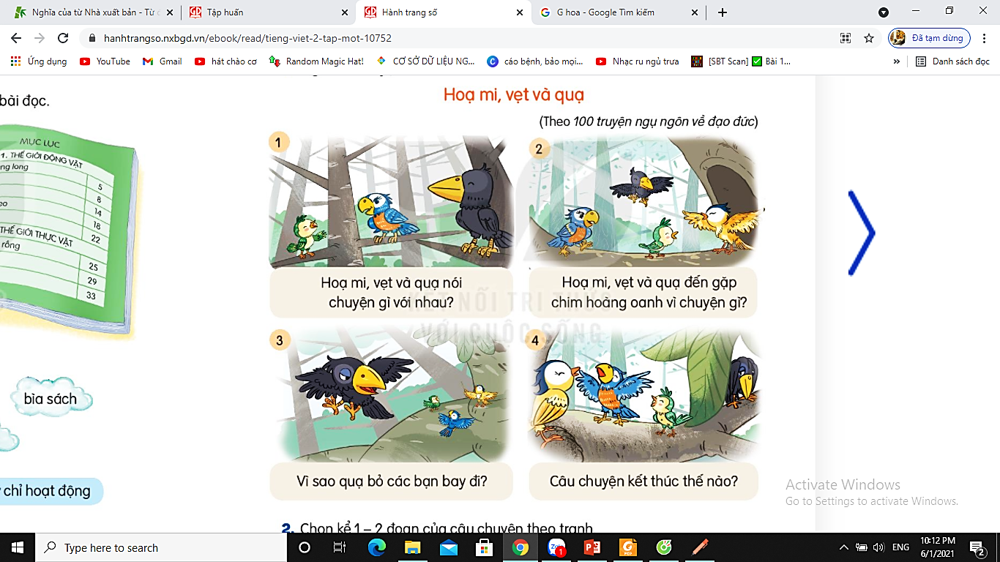 Nghĩa của từ Nhà xuất bản - Từ
Tập huấn
Hành trang số
G hoa - Google Tìm kiếm
hanhtrangso.nxbgd.vn/ebook/read/tieng-viet-2-tap-mot-10752
Đã tạm dừng
Ứng dụng
YouTube
Gmail
hát chào cơ
Random Magic Hat!
CƠ SỞ DỮ LIỆU NG...
cáo bệnh, bảo mọi...
Nhạc ru ngủ trưa
[SBT Scan] ✅ Bài 1...
»
Danh sách đọc
bài đọc.
MỤC LỤC
1. THẾ GIỚI ĐỘNG VẬT
ng long
5
8
eo
14
18
THẾ GIỚI THỰC VẬT
22
rồng
25
29
33
bìa sách
chỉ hoạt động
Hoạ mi, vẹt và quạ
(Theo 100 truyện ngụ ngôn về đạo đức)
1
2
Hoạ mi, vẹt và quạ nói
chuyện gì với nhau?
Hoạ mi, vẹt và quạ đến gặp
chim hoàng oanh vì chuyện gì?
KẾT NỐI TRI THỨC
VỚI CUỘC SỐNG
3
4
Vì sao quạ bỏ các bạn bay đi?
Câu chuyện kết thúc thế nào?
2. Chọn kể 1 – 2 đoạn của câu chuyện theo tranh
Activate Windows
Go to Settings to activate Windows.
Type here to search
ENG
10:12 PM
6/1/2021
1
2